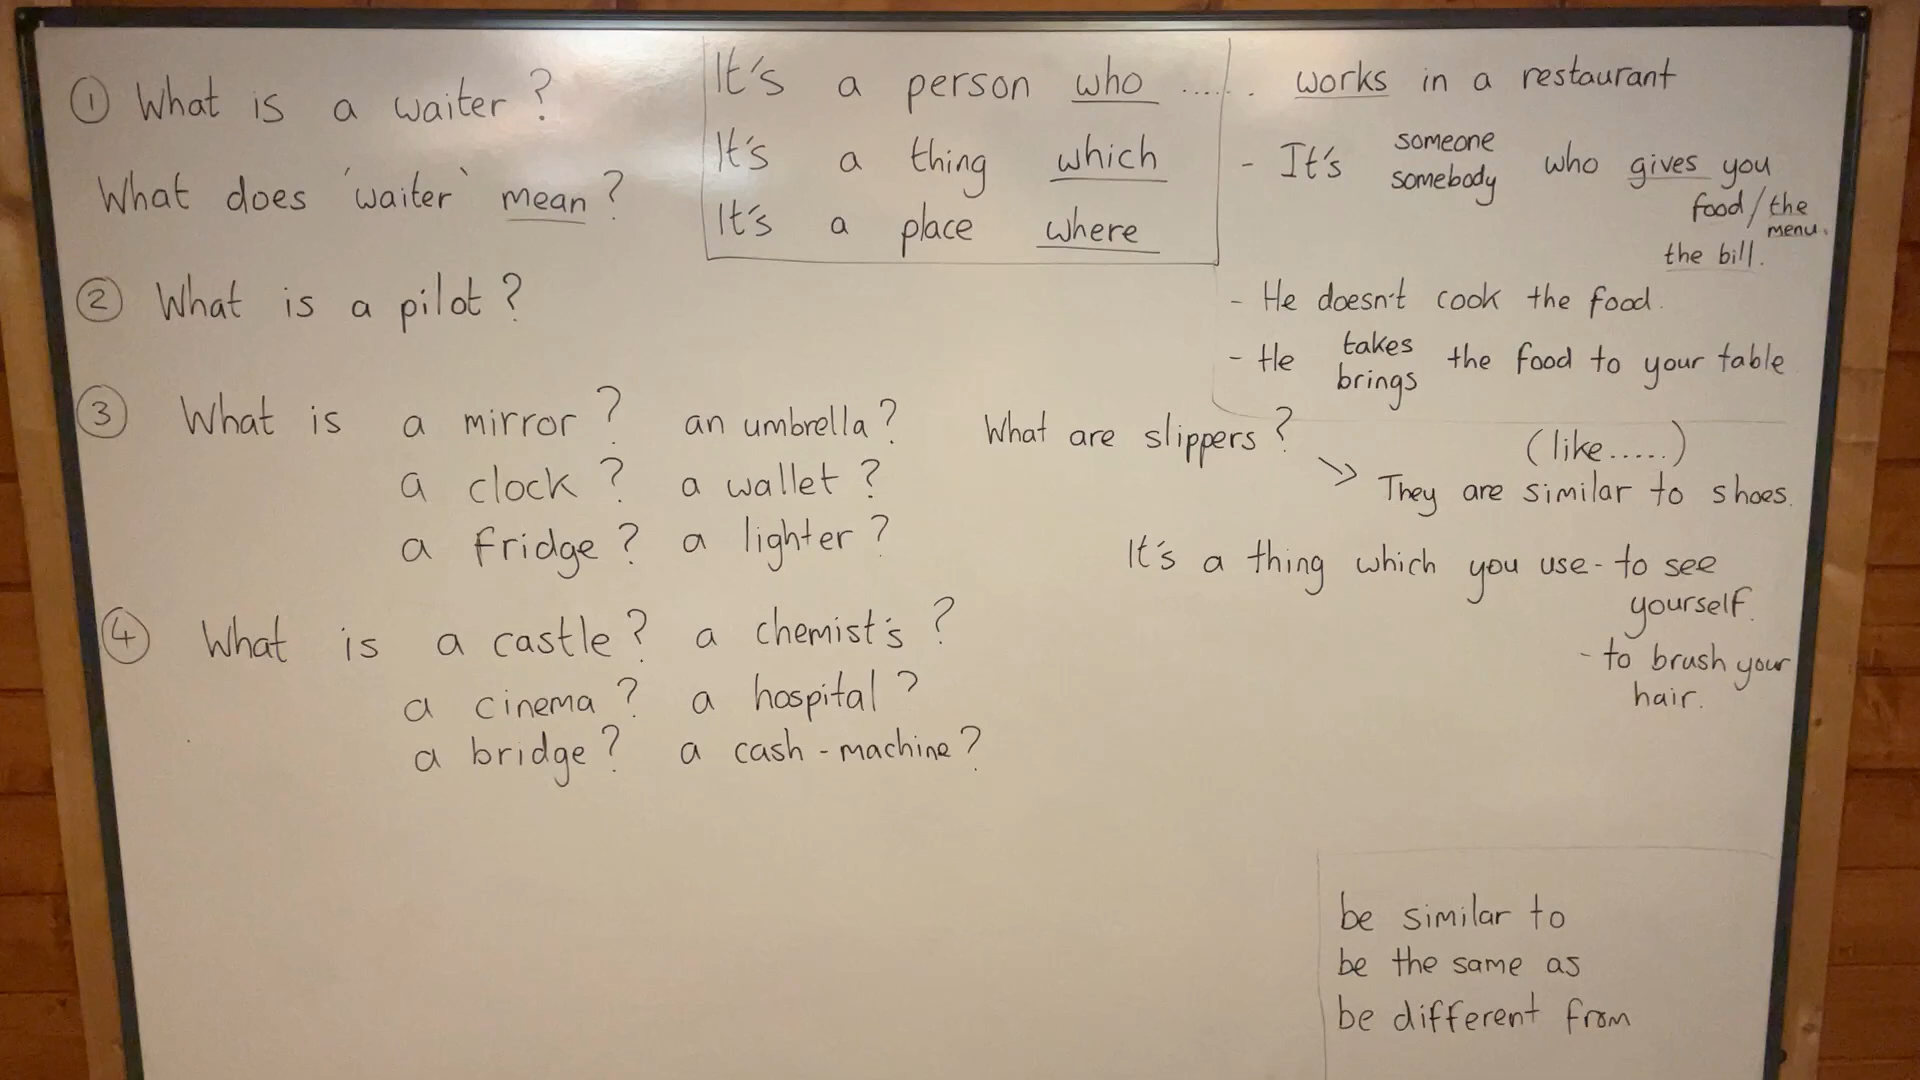 ① What is a waiter?
What does 'waiter' mean?
It's a person who ...... works in a restaurant
It's a thing which
It's a place where
- It's someone somebody who gives you
food/the menu.
the bill.
- He doesn't cook the food.
- He takes brings the food to your table
② What is a pilot?
③ What is a mirror? an umbrella? What are slippers?
a clock? a wallet?
a fridge? a lighter?
(like.....)
They are similar to shoes.
It's a thing which you use - to see
yourself.
- to brush your
hair.
④ What is a castle? a chemist's?
a cinema? a hospital?
a bridge? a cash-machine?
be similar to
be the same as
be different from